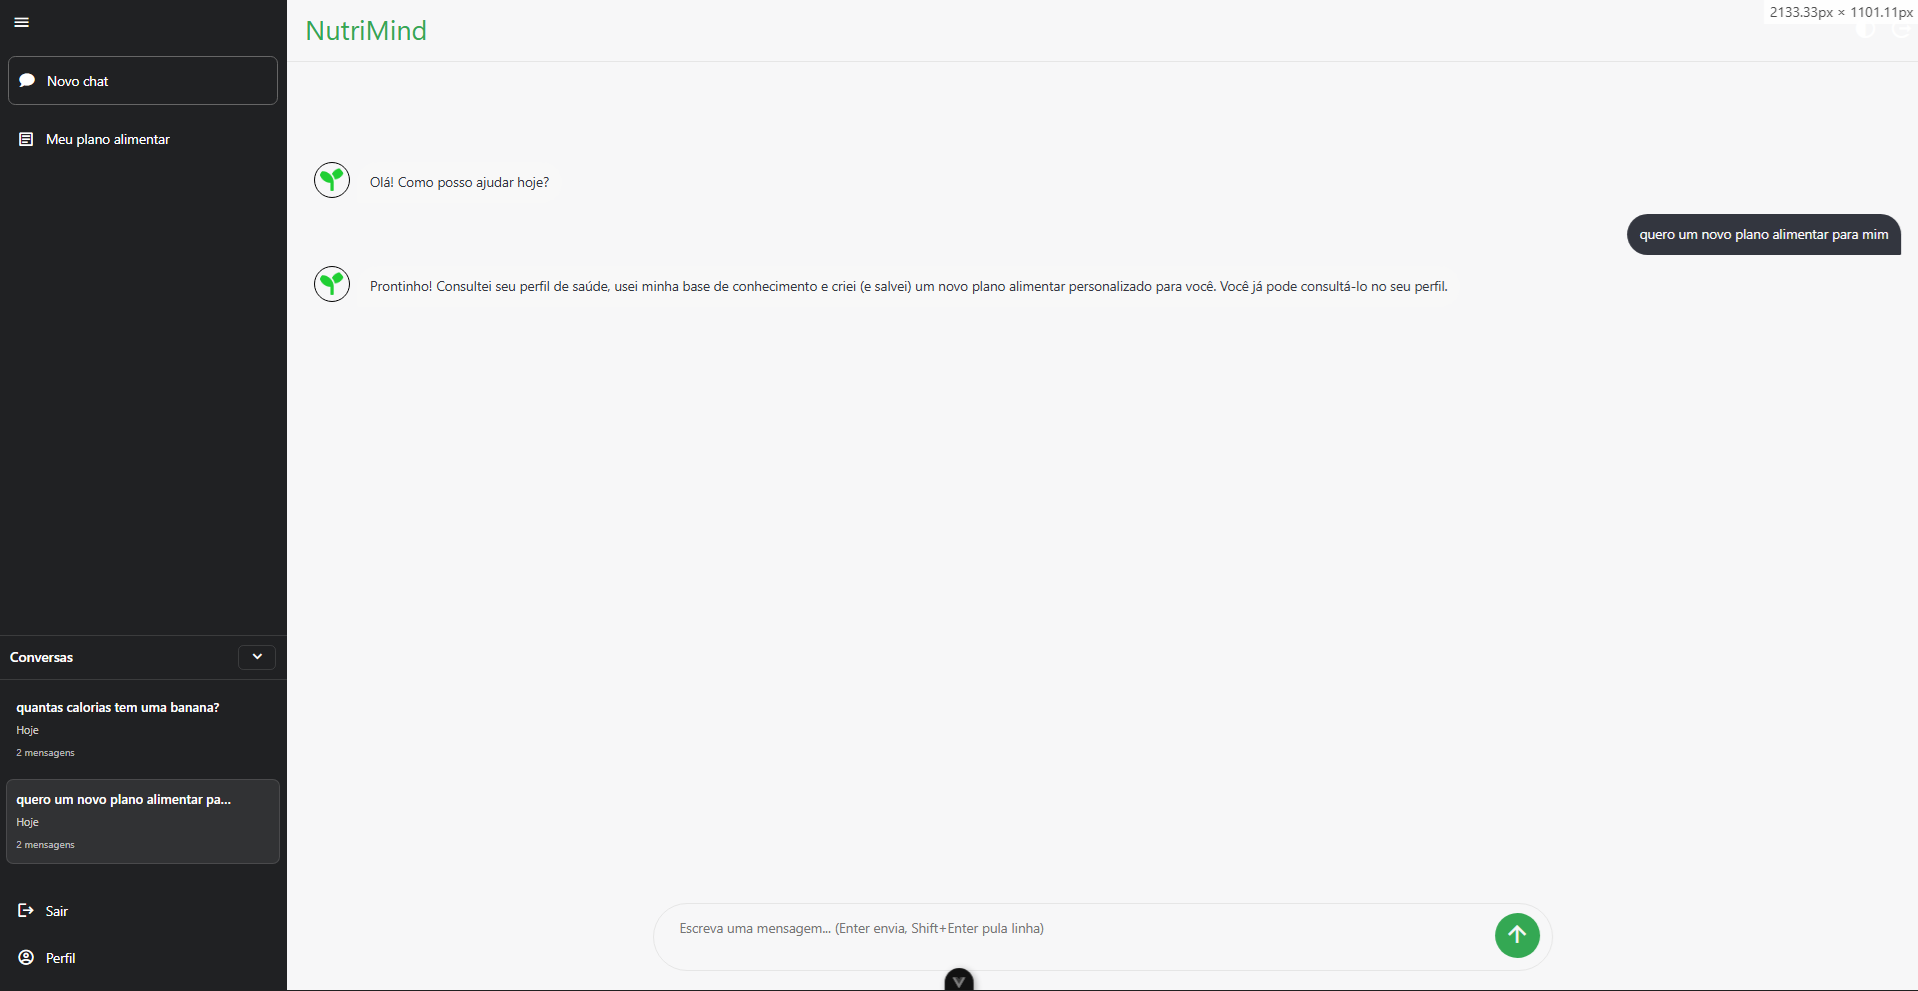 2133.33px × 1101.11px
NutriMind
Novo chat
Meu plano alimentar
Olá! Como posso ajudar hoje?
quero um novo plano alimentar para mim
Prontinho! Consultei seu perfil de saúde, usei minha base de conhecimento e criei (e salvei) um novo plano alimentar personalizado para você. Você já pode consultá-lo no seu perfil.
Conversas
quantas calorias tem uma banana?
Hoje
2 mensagens
quero um novo plano alimentar pa...
Hoje
2 mensagens
Sair
Perfil
Escreva uma mensagem... (Enter envia, Shift+Enter pula linha)